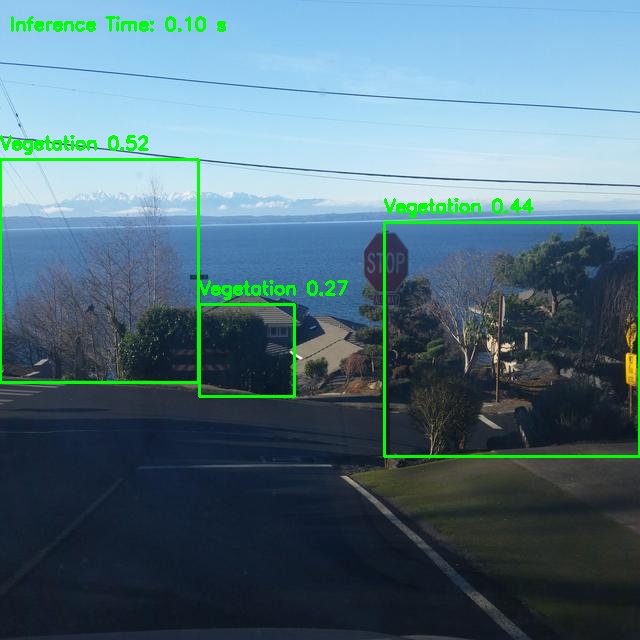 Inference Time: 0.10 s
Vegetation 0.52
Vegetation 0.44
STOP
Vegetation 0.27